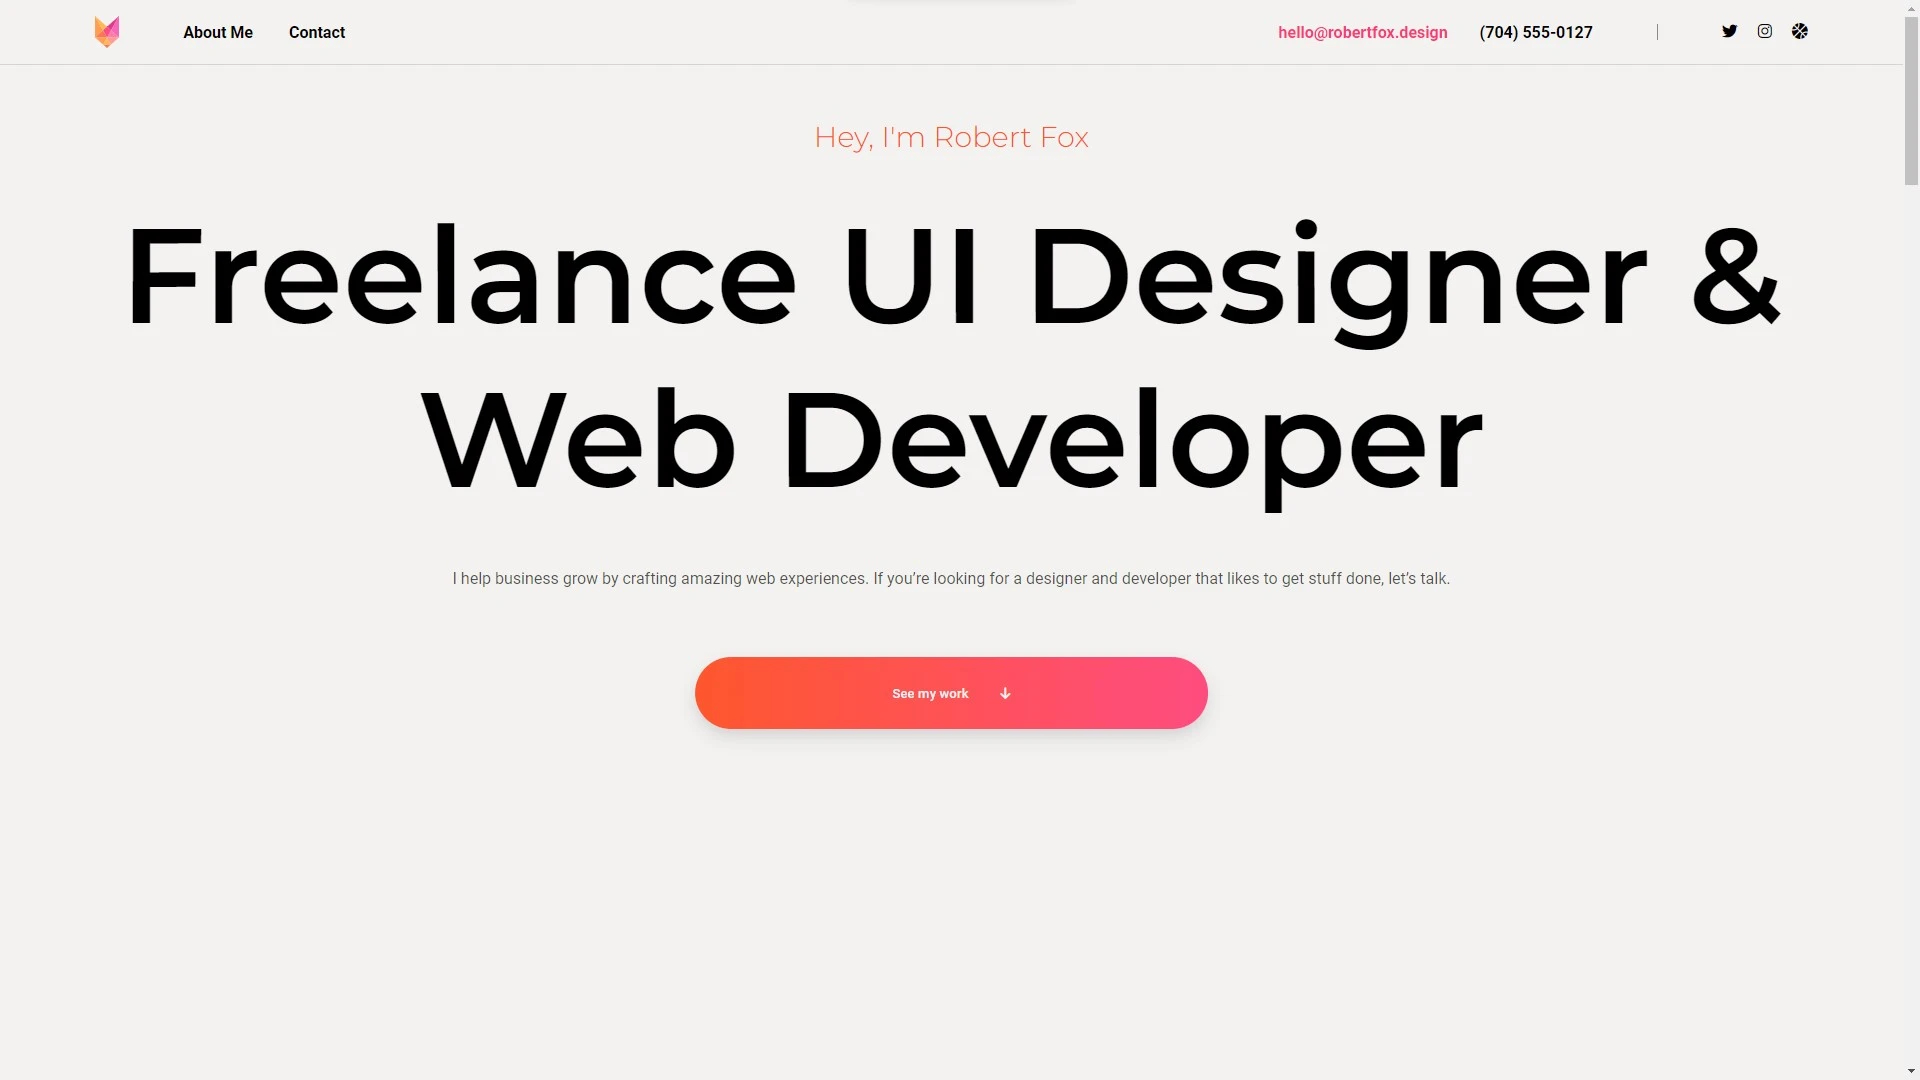 About Me
Contact
hello@robertfox.design
(704) 555-0127
Hey, I'm Robert Fox
Freelance UI Designer &
Web Developer
I help business grow by crafting amazing web experiences. If you’re looking for a designer and developer that likes to get stuff done, let’s talk.
See my work